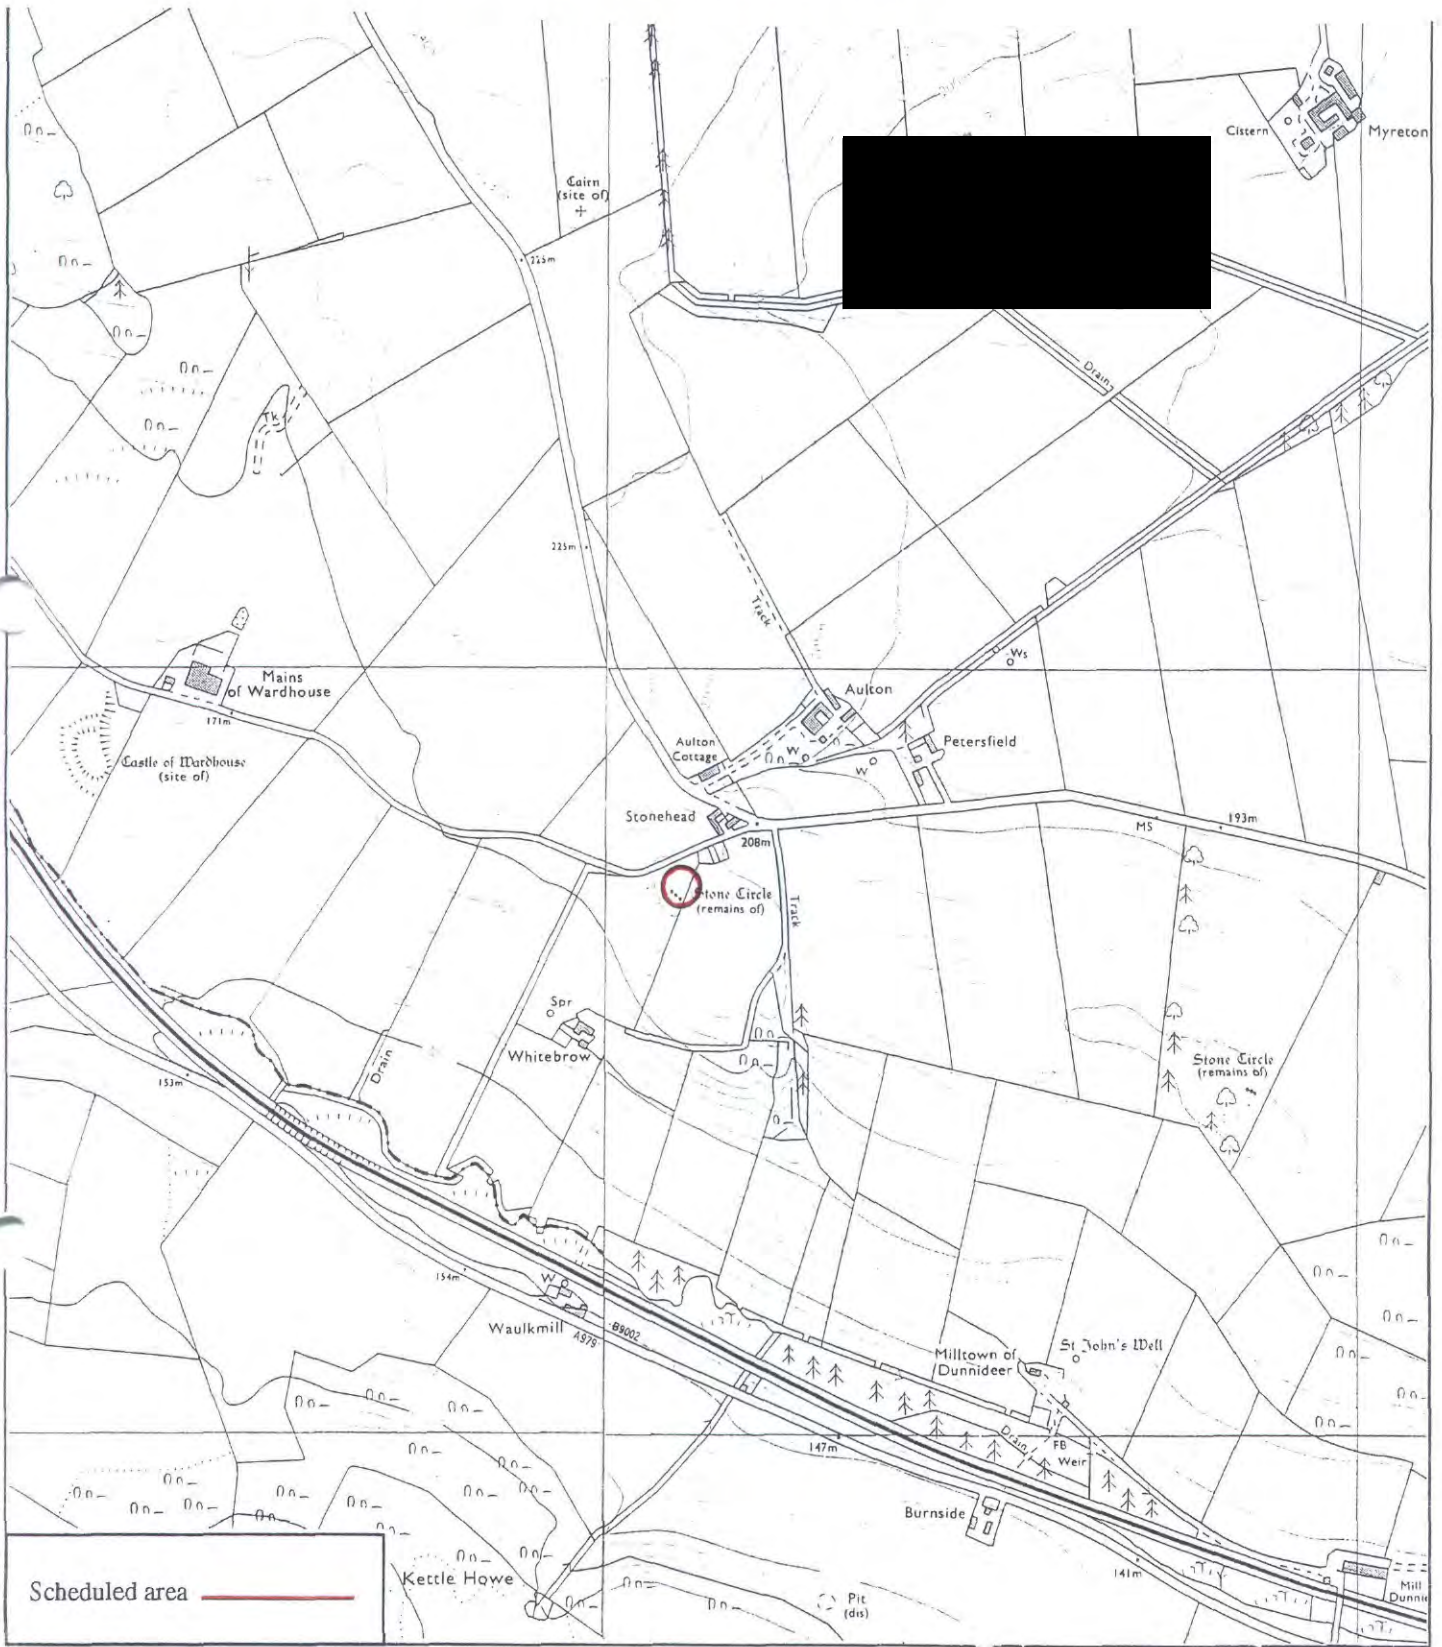 Cistern
Myreton
Cairn
(site of)
225m
Drain
Tk
225m
Track
Ws
Mains
of Wardhouse
171m
Castle of Wardhouse
(site of)
Aulton
Aulton
Cottage
W
W
Petersfield
Stonehead
208m
MS
193m
Stone Circle
(remains of)
Track
Spr
Whitebrow
Drain
153m
Stone Circle
(remains of)
154m
W
Waulkmill
A979
B9002
Milltown of
Dunnideer
St John's Well
147m
Drain
FB
Weir
Burnside
141m
Mill
Kettle Howe
Pit
(dis)
Scheduled area